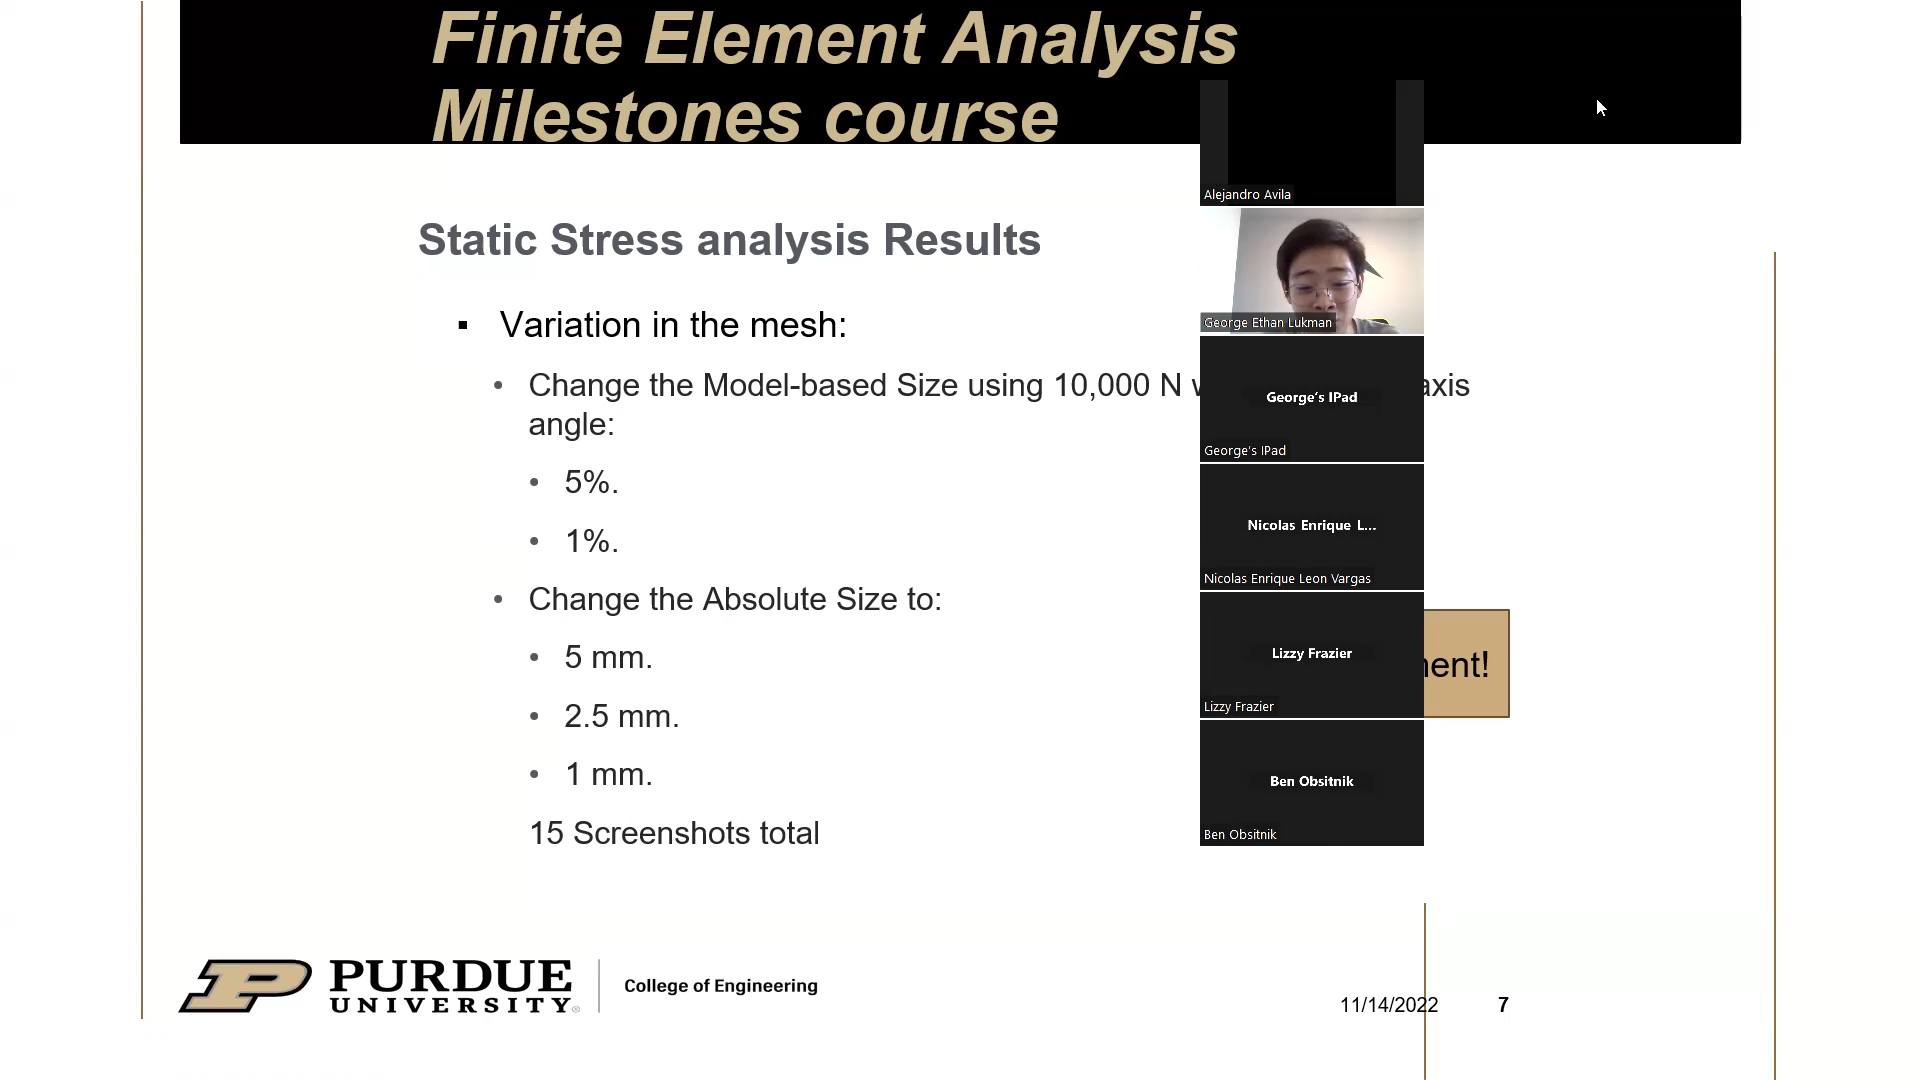 Finite Element Analysis
Milestones course
Static Stress analysis Results
▪ Variation in the mesh:
• Change the Model-based Size using 10,000 N axis
angle:
• 5%.
• 1%.
• Change the Absolute Size to:
• 5 mm.
• 2.5 mm.
• 1 mm.
15 Screenshots total
Alejandro Avila
George Ethan Lukman
George's IPad
George's IPad
Nicolas Enrique L...
Nicolas Enrique Leon Vargas
Lizzy Frazier
Lizzy Frazier
Ben Obsitnik
Ben Obsitnik
PURDUE
UNIVERSITY®
College of Engineering
11/14/2022
7